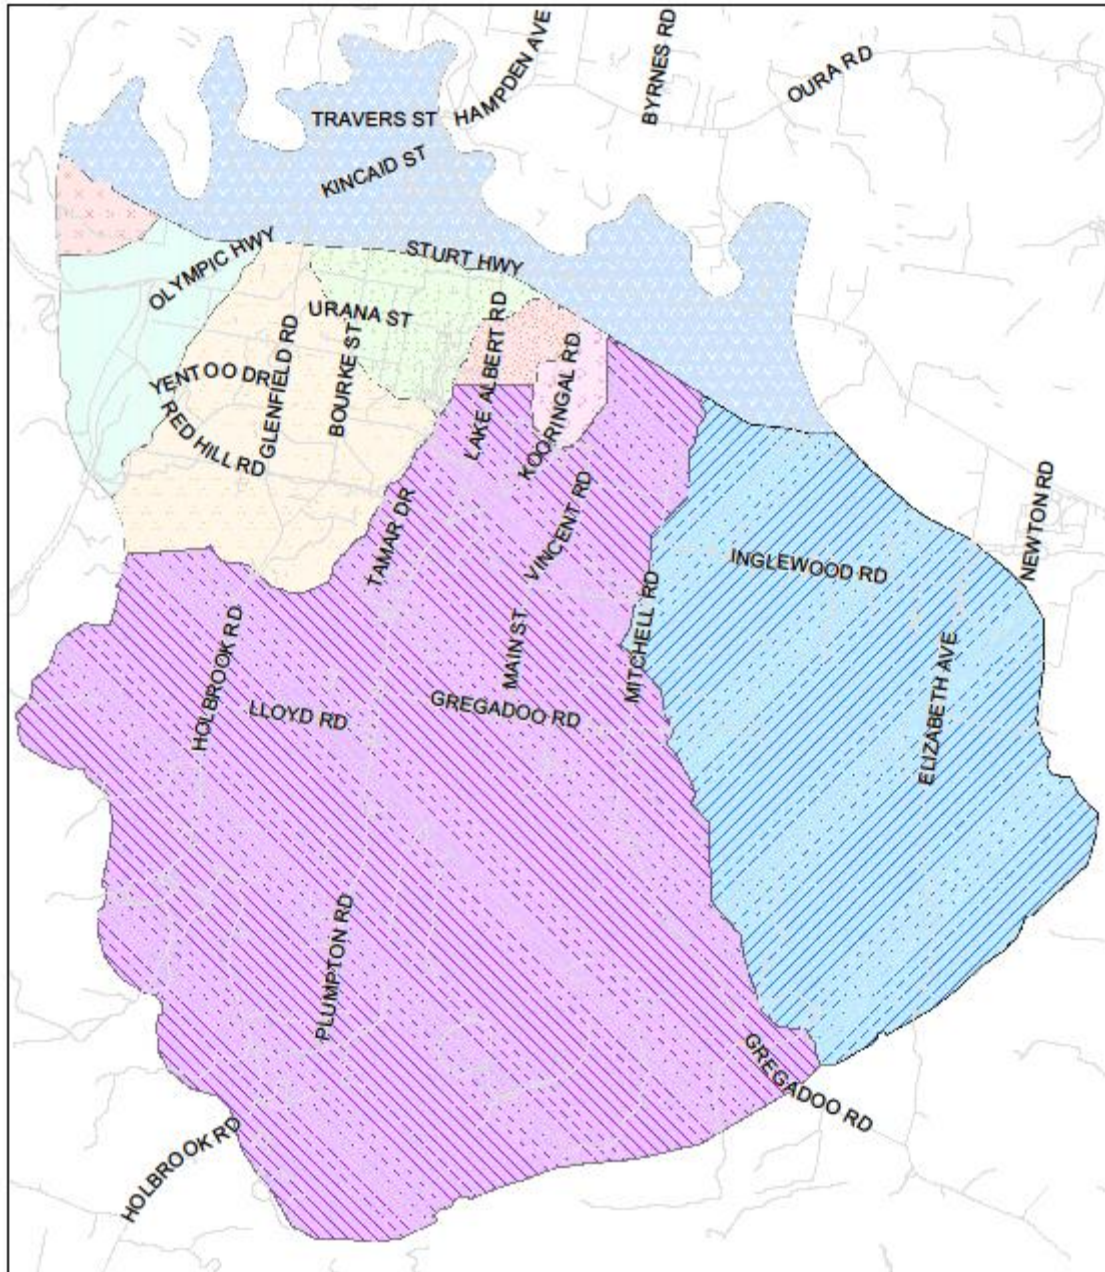 HAMPDEN AVE
BYRNES RD
OURA RD
TRAVERS ST
KINCAID ST
OLYMPIC HWY
STURT HWY
URANA ST
LAKE ALBERT RD
KOORINGAL RD
GLENFIELD RD
BOURKE ST
YENTOO DR
RED HILL RD
TAMAR DR
VINCENT RD
INGLEWOOD RD
NEWTON RD
HOLBROOK RD
MAIN ST
MITCHELL RD
ELIZABETH AVE
LLOYD RD
GREGADOO RD
PLUMPTON RD
GREGADOO RD
HOLBROOK RD